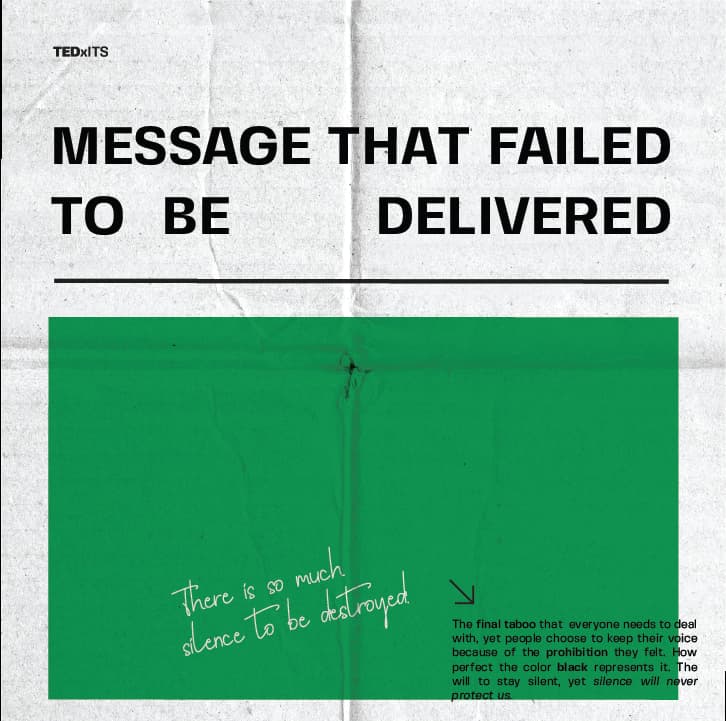 TEDxITS
MESSAGE THAT FAILED
TO BE DELIVERED
There is so much
silence to be destroyed.
The final taboo that everyone needs to deal
with, yet people choose to keep their voice
because of the prohibition they felt. How
perfect the color black represents it. The
will to stay silent, yet silence will never
protect us.